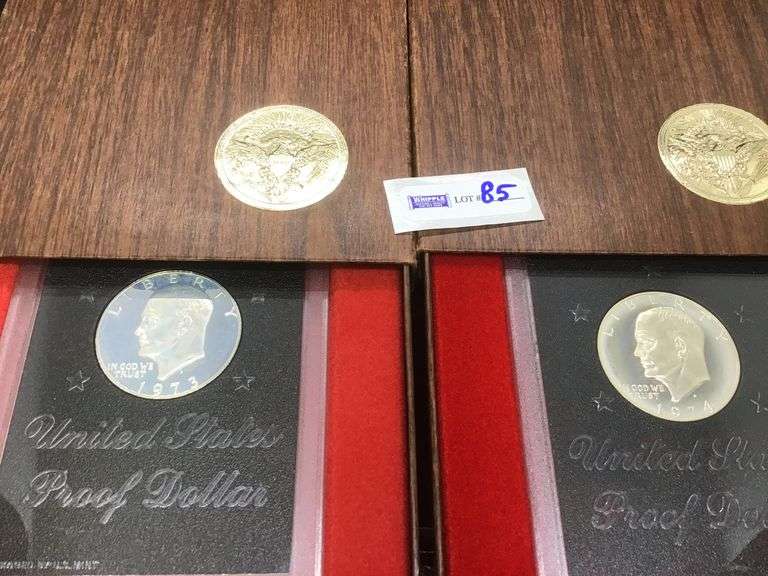 WHIPPLE
LOT # 85
LIBERTY
IN GOD WE
TRUST
1973
United States
Proof Dollar
LIBERTY
IN GOD WE
TRUST
1974
United Sta
Proof Do